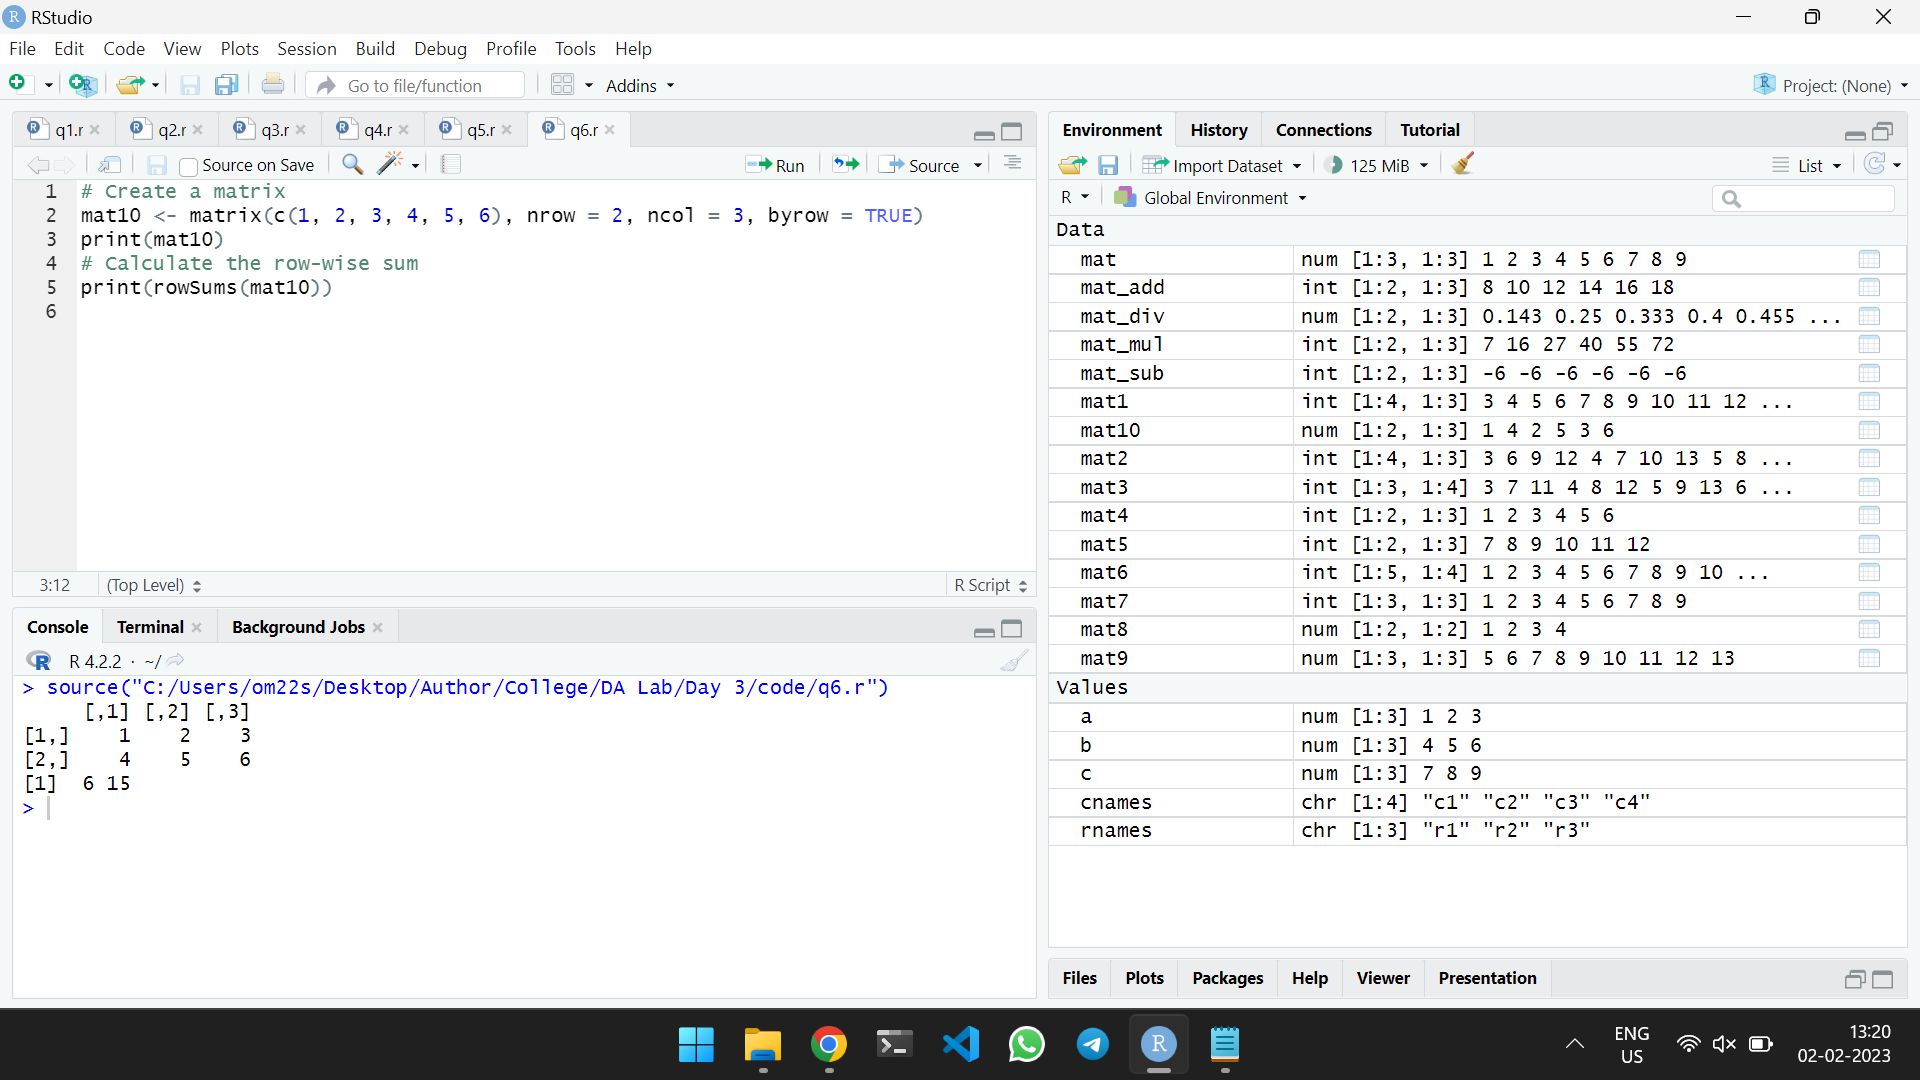 RStudio
File Edit Code View Plots Session Build Debug Profile Tools Help
Go to file/function Addins Project: (None)
q1.r q2.r q3.r q4.r q5.r q6.r
Source on Save Run Source
1 # Create a matrix
2 mat10 <- matrix(c(1, 2, 3, 4, 5, 6), nrow = 2, ncol = 3, byrow = TRUE)
3 print(mat10)
4 # Calculate the row-wise sum
5 print(rowSums(mat10))
6
3:12 (Top Level) R Script
Console Terminal Background Jobs
R 4.2.2 · ~/
> source("C:/Users/om22s/Desktop/Author/College/DA Lab/Day 3/code/q6.r")
[,1] [,2] [,3]
[1,] 1 2 3
[2,] 4 5 6
[1] 6 15
>
Environment History Connections Tutorial
Import Dataset 125 MiB List
R Global Environment
Data
mat num [1:3, 1:3] 1 2 3 4 5 6 7 8 9
mat_add int [1:2, 1:3] 8 10 12 14 16 18
mat_div num [1:2, 1:3] 0.143 0.25 0.333 0.4 0.455 ...
mat_mul int [1:2, 1:3] 7 16 27 40 55 72
mat_sub int [1:2, 1:3] -6 -6 -6 -6 -6 -6
mat1 int [1:4, 1:3] 3 4 5 6 7 8 9 10 11 12 ...
mat10 num [1:2, 1:3] 1 4 2 5 3 6
mat2 int [1:4, 1:3] 3 6 9 12 4 7 10 13 5 8 ...
mat3 int [1:3, 1:4] 3 7 11 4 8 12 5 9 13 6 ...
mat4 int [1:2, 1:3] 1 2 3 4 5 6
mat5 int [1:2, 1:3] 7 8 9 10 11 12
mat6 int [1:5, 1:4] 1 2 3 4 5 6 7 8 9 10 ...
mat7 int [1:3, 1:3] 1 2 3 4 5 6 7 8 9
mat8 num [1:2, 1:2] 1 2 3 4
mat9 num [1:3, 1:3] 5 6 7 8 9 10 11 12 13
Values
a num [1:3] 1 2 3
b num [1:3] 4 5 6
c num [1:3] 7 8 9
cnames chr [1:4] "c1" "c2" "c3" "c4"
rnames chr [1:3] "r1" "r2" "r3"
Files Plots Packages Help Viewer Presentation
ENG
US
13:20
02-02-2023